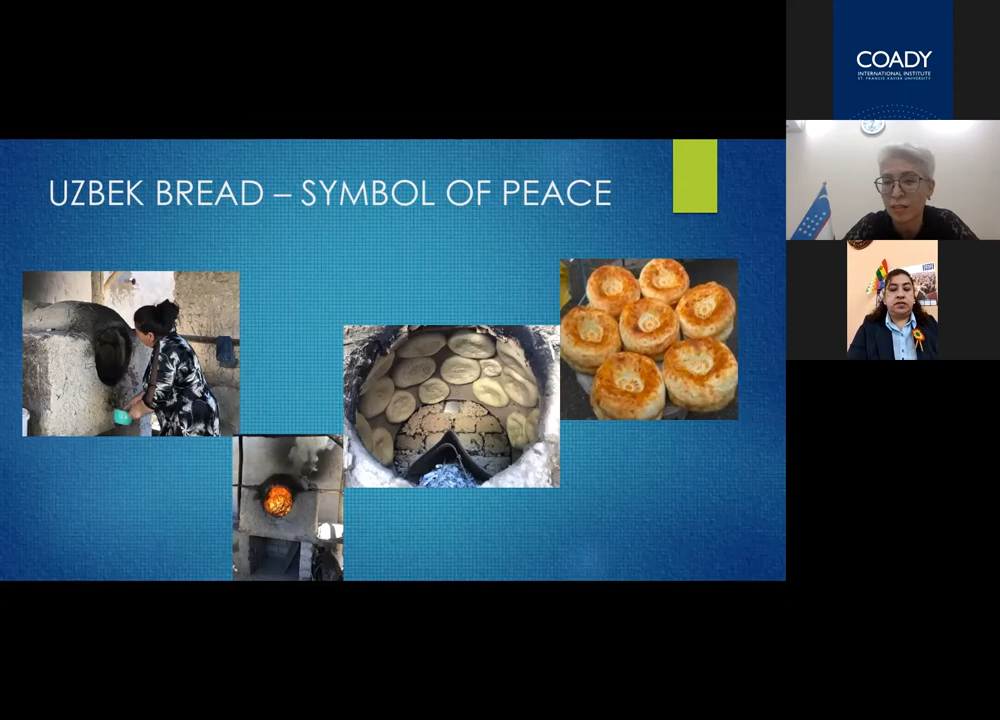 UZBEK BREAD – SYMBOL OF PEACE
COADY
INTERNATIONAL INSTITUTE
ST. FRANCIS XAVIER UNIVERSITY